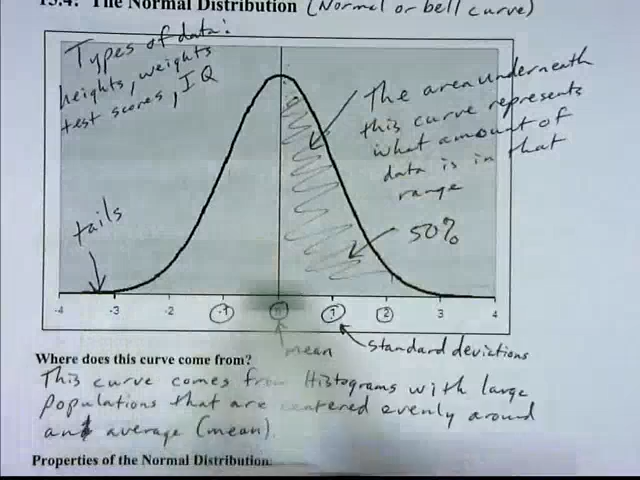 13.4: The Normal Distribution (Normal or bell curve)
Types of data:
heights, weights
test scores, IQ
The area underneath
this curve represents
what amount of
data is in that
range
tails
50%
-4 -3 -2 -1 0 1 2 3 4
mean
standard deviations
Where does this curve come from?
This curve comes from Histograms with large
populations that are centered evenly around
an average (mean).
Properties of the Normal Distribution: